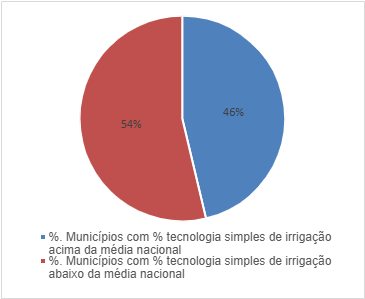 46%
54%
%. Municípios com % tecnologia simples de irrigação
acima da média nacional
%. Municípios com % tecnologia simples de irrigação
abaixo da média nacional